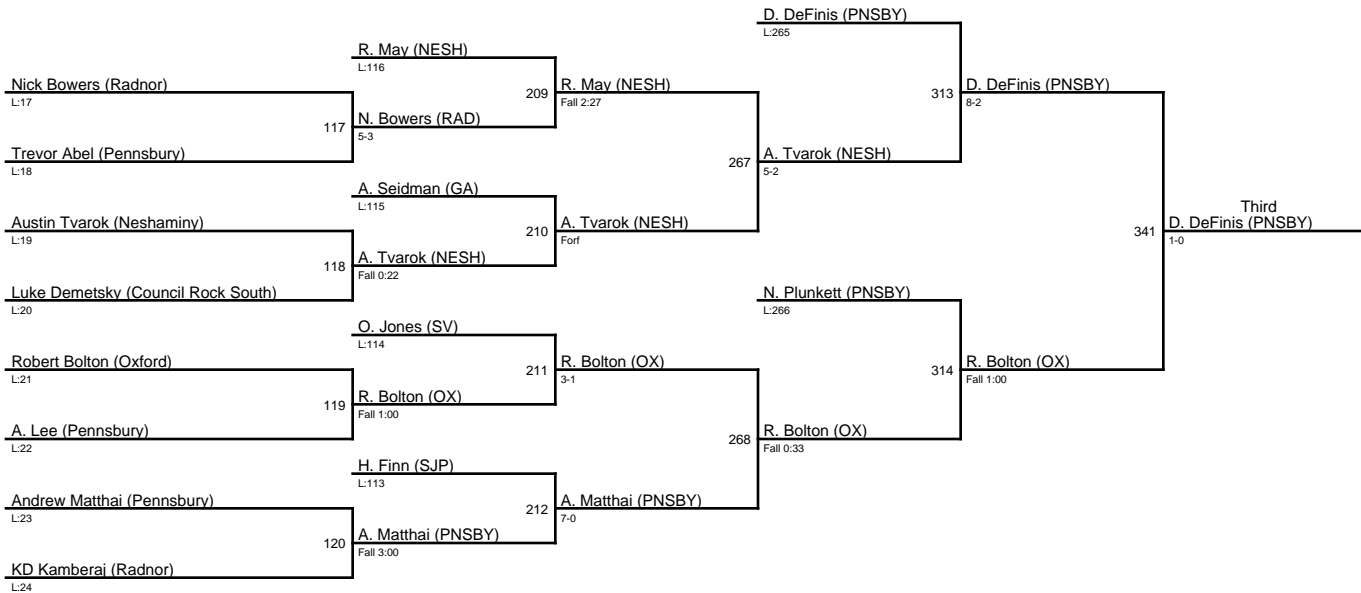 D. DeFinis (PNSBY)
L:265
R. May (NESH)
L:116
Nick Bowers (Radnor)
L:17
209
R. May (NESH)
Fall 2:27
313
D. DeFinis (PNSBY)
8-2
117
N. Bowers (RAD)
5-3
Trevor Abel (Pennsbury)
L:18
267
A. Tvarok (NESH)
5-2
A. Seidman (GA)
L:115
Third
Austin Tvarok (Neshaminy)
L:19
210
A. Tvarok (NESH)
Forf
341
D. DeFinis (PNSBY)
1-0
118
A. Tvarok (NESH)
Fall 0:22
Luke Demetsky (Council Rock South)
L:20
N. Plunkett (PNSBY)
L:266
O. Jones (SV)
L:114
Robert Bolton (Oxford)
L:21
211
R. Bolton (OX)
3-1
314
R. Bolton (OX)
Fall 1:00
119
R. Bolton (OX)
Fall 1:00
A. Lee (Pennsbury)
L:22
268
R. Bolton (OX)
Fall 0:33
H. Finn (SJP)
L:113
Andrew Matthai (Pennsbury)
L:23
212
A. Matthai (PNSBY)
7-0
120
A. Matthai (PNSBY)
Fall 3:00
KD Kamberaj (Radnor)
L:24